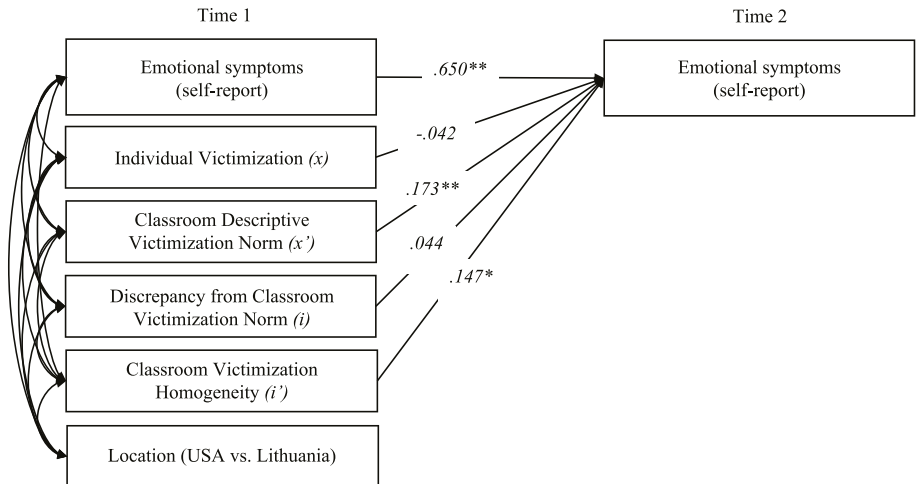 Time 1
Time 2
Emotional symptoms
(self-report)
.650**
Emotional symptoms
(self-report)
-.042
Individual Victimization (x)
.173**
Classroom Descriptive
Victimization Norm (x’)
.044
Discrepancy from Classroom
Victimization Norm (i)
.147*
Classroom Victimization
Homogeneity (i’)
Location (USA vs. Lithuania)